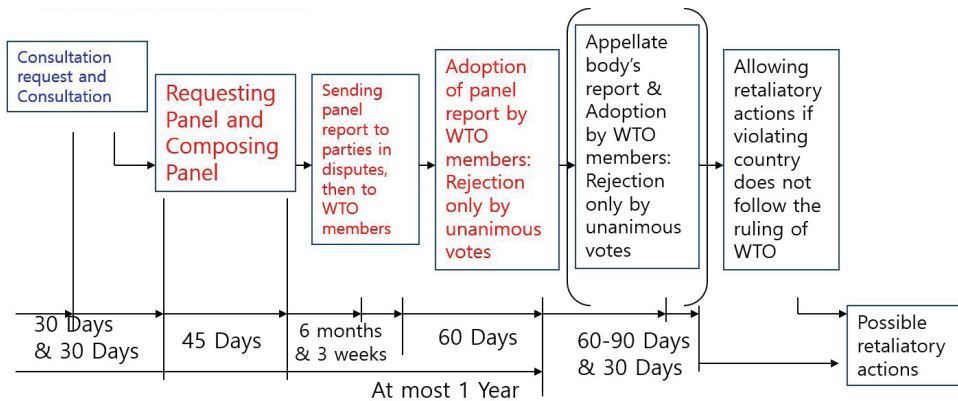 Consultation
request and
Consultation
Requesting
Panel and
Composing
Panel
Sending
panel
report to
parties in
disputes,
then to
WTO
members
Adoption
of panel
report by
WTO
members:
Rejection
only by
unanimous
votes
Appellate
body's
report &
Adoption
by WTO
members:
Rejection
only by
unanimous
votes
Allowing
retaliatory
actions if
violating
country
does not
follow the
ruling of
WTO
30 Days
& 30 Days
45 Days
6 months
& 3 weeks
60 Days
60-90 Days
& 30 Days
Possible
retaliatory
actions
At most 1 Year